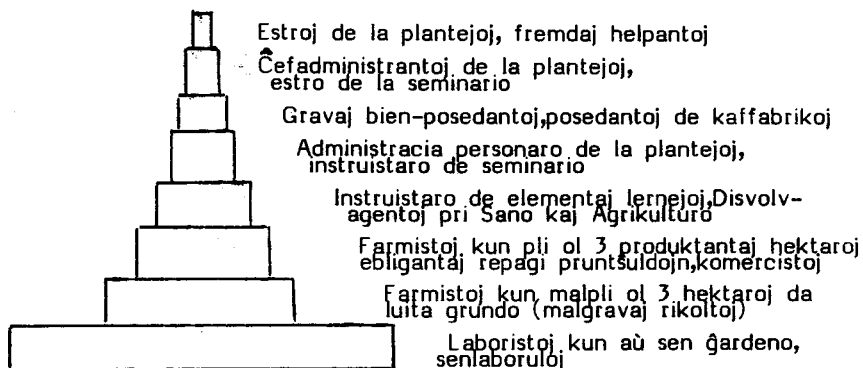 Estroj de la plantejoj, fremdaj helpantoj
Ĉefadministrantoj de la plantejoj,
estro de la seminario
Gravaj bien-posedantoj,posedantoj de kaffabrikoj
Administracia personaro de la plantejoj,
instruistaro de seminario
Instruistaro de elementaj lernejoj,Disvolv-
agentoj pri Sano kaj Agrikulturo
Farmistoj kun pli ol 3 produktantaj hektaroj
ebligantaj repagi pruntŝuldojn,komercistoj
Farmistoj kun malpli ol 3 hektaroj da
luita grundo (malgravaj rikoltoj)
Laboristoj kun aù sen ĝardeno,
senlaboruloj